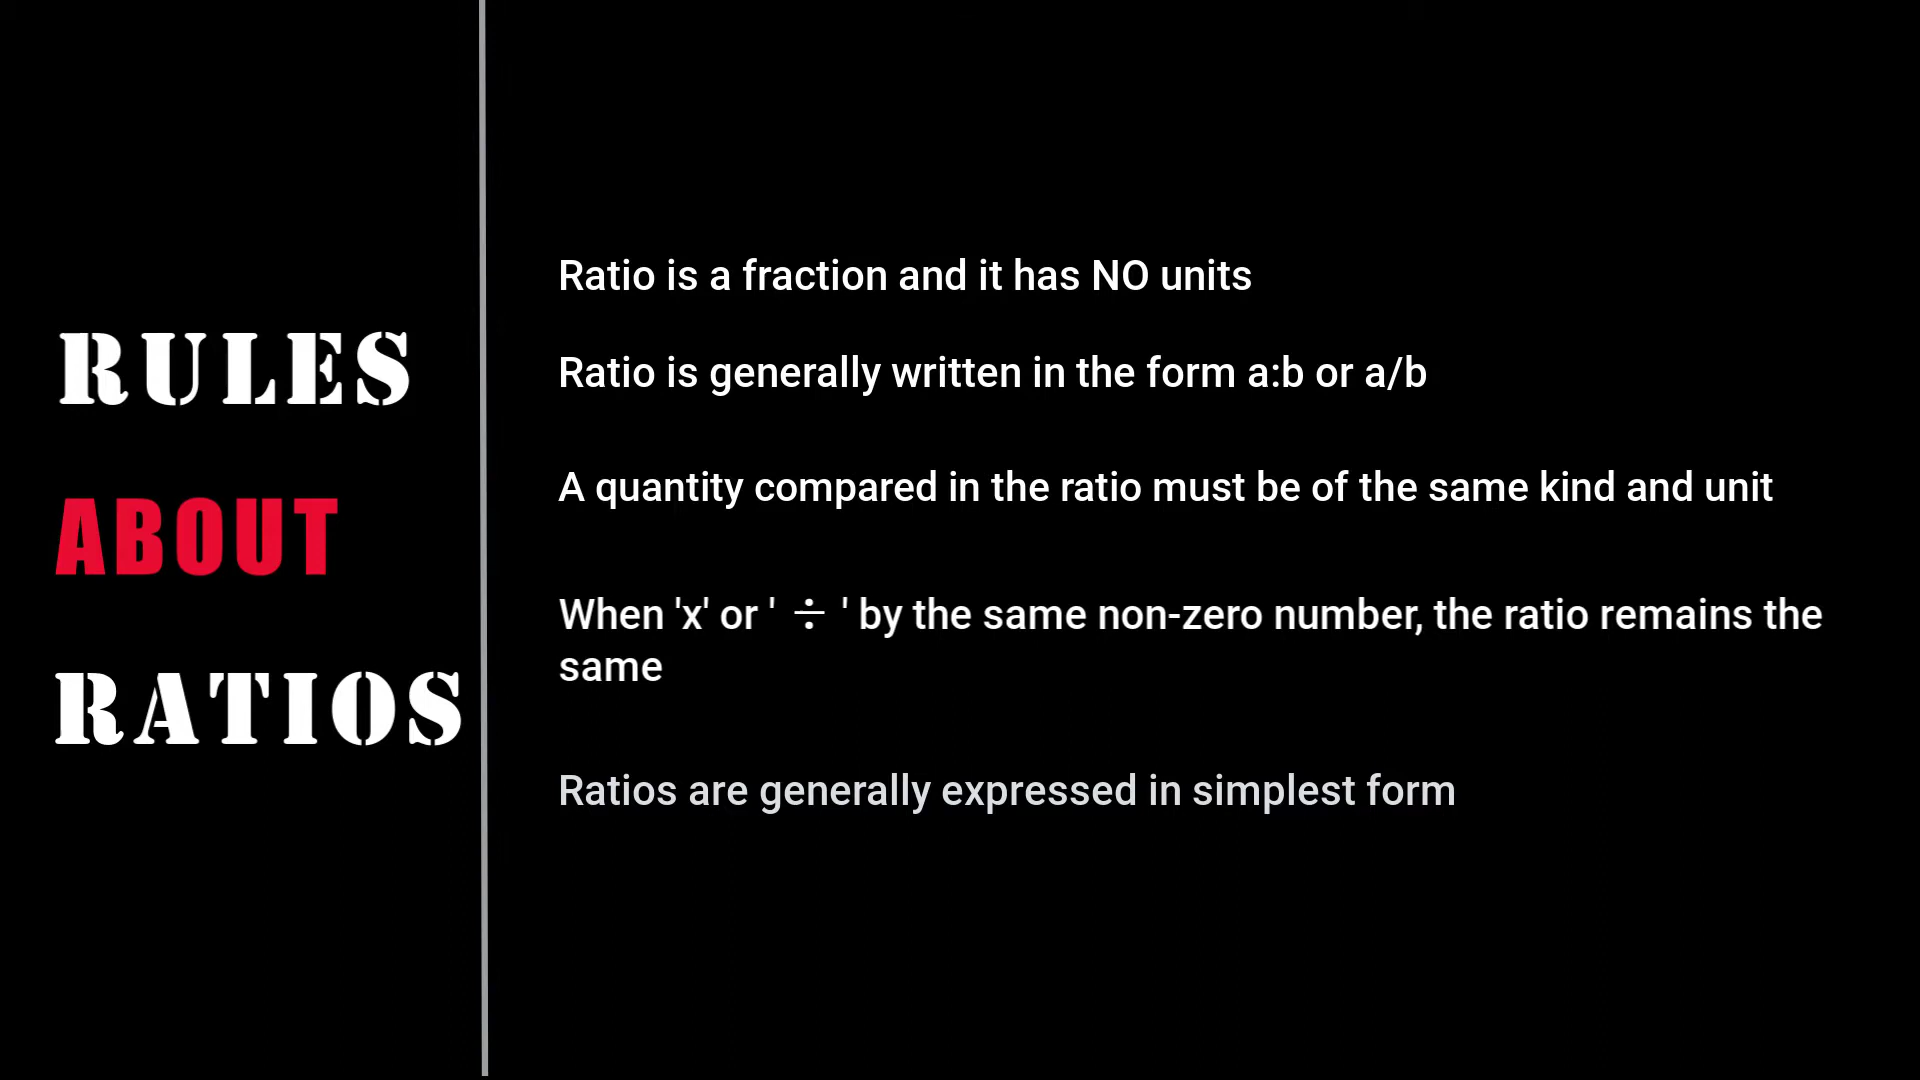 RULES
ABOUT
RATIOS
Ratio is a fraction and it has NO units
Ratio is generally written in the form a:b or a/b
A quantity compared in the ratio must be of the same kind and unit
When 'x' or ' ÷ ' by the same non-zero number, the ratio remains the
same
Ratios are generally expressed in simplest form